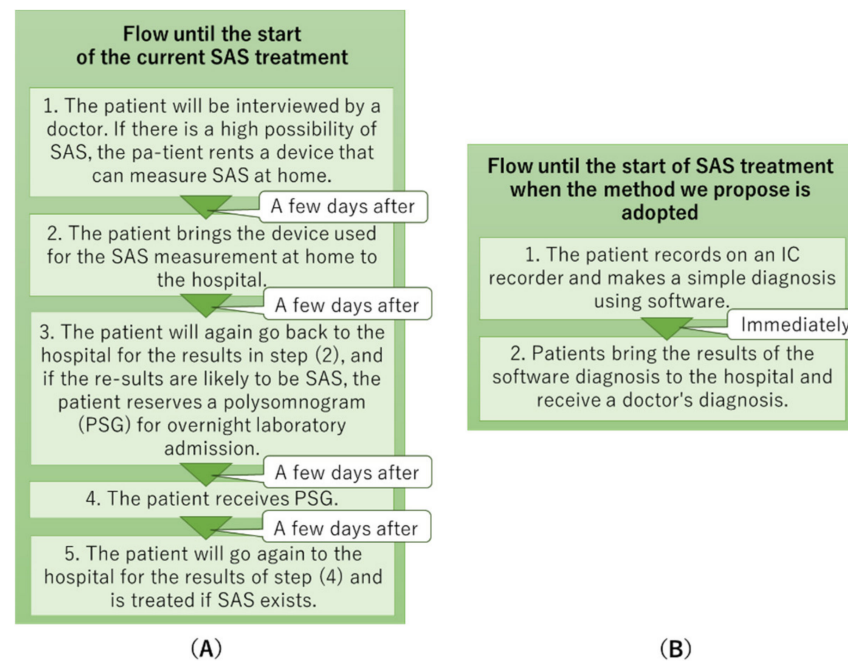 Flow until the start
of the current SAS treatment
1. The patient will be interviewed by a
doctor. If there is a high possibility of
SAS, the pa-tient rents a device that
can measure SAS at home.
A few days after
2. The patient brings the device used
for the SAS measurement at home to
the hospital.
A few days after
3. The patient will again go back to the
hospital for the results in step (2), and
if the re-sults are likely to be SAS, the
patient reserves a polysomnogram
(PSG) for overnight laboratory
admission.
A few days after
4. The patient receives PSG.
A few days after
5. The patient will go again to the
hospital for the results of step (4) and
is treated if SAS exists.
(A)
Flow until the start of SAS treatment
when the method we propose is
adopted
1. The patient records on an IC
recorder and makes a simple diagnosis
using software.
Immediately
2. Patients bring the results of the
software diagnosis to the hospital and
receive a doctor's diagnosis.
(B)